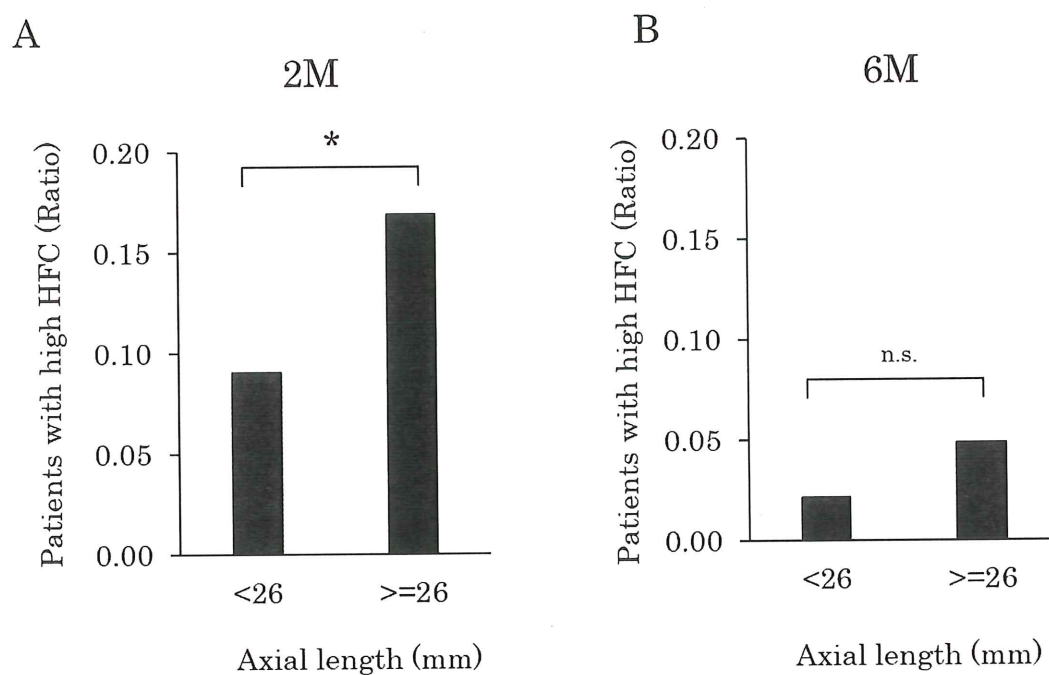 A
2M
*
Patients with high HFC (Ratio)
0.20
0.15
0.10
0.05
0.00
<26
>=26
Axial length (mm)
B
6M
n.s.
Patients with high HFC (Ratio)
0.20
0.15
0.10
0.05
0.00
<26
>=26
Axial length (mm)